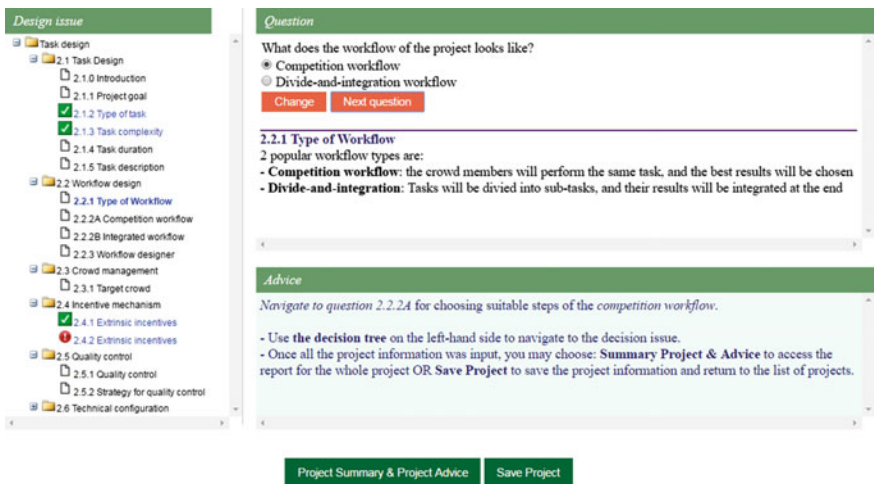 Design issue
Task design
2.1 Task Design
2.1.0 Introduction
2.1.1 Project goal
2.1.2 Type of task
2.1.3 Task complexity
2.1.4 Task duration
2.1.5 Task description
2.2 Workflow design
2.2.1 Type of Workflow
2.2.2A Competition workflow
2.2.2B Integrated workflow
2.2.3 Workflow designer
2.3 Crowd management
2.3.1 Target crowd
2.4 Incentive mechanism
2.4.1 Extrinsic incentives
2.4.2 Extrinsic incentives
2.5 Quality control
2.5.1 Quality control
2.5.2 Strategy for quality control
2.6 Technical configuration
Question
What does the workflow of the project looks like?
Competition workflow
Divide-and-integration workflow
Change Next question
2.2.1 Type of Workflow
2 popular workflow types are:
- Competition workflow: the crowd members will perform the same task, and the best results will be chosen
- Divide-and-integration: Tasks will be divied into sub-tasks, and their results will be integrated at the end
Advice
Navigate to question 2.2.2A for choosing suitable steps of the competition workflow.
- Use the decision tree on the left-hand side to navigate to the decision issue.
- Once all the project information was input, you may choose: Summary Project & Advice to access the
report for the whole project OR Save Project to save the project information and return to the list of projects.
Project Summary & Project Advice Save Project